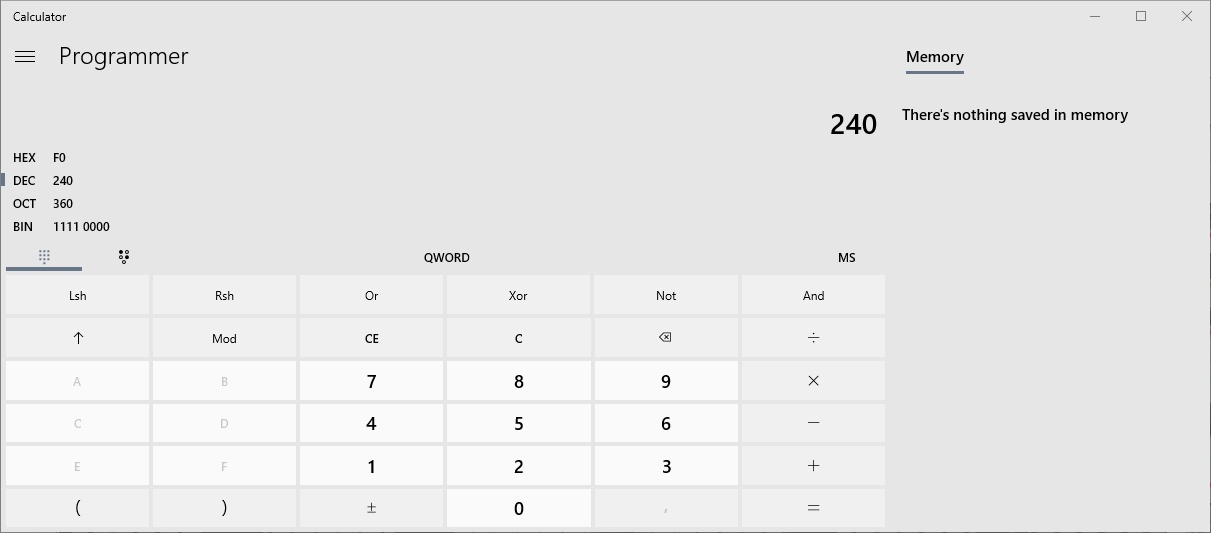 Calculator
Programmer
Memory
240
There's nothing saved in memory
HEX F0
DEC 240
OCT 360
BIN 1111 0000
QWORD MS
Lsh Rsh Or Xor Not And
↑ Mod CE C ⌫ ÷
A B 7 8 9 ×
C D 4 5 6 −
E F 1 2 3 +
( ) ± 0 , =